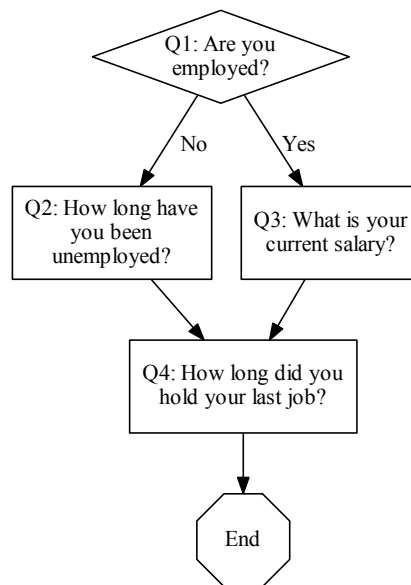 Q1: Are you
employed?
No
Yes
Q2: How long have
you been
unemployed?
Q3: What is your
current salary?
Q4: How long did you
hold your last job?
End